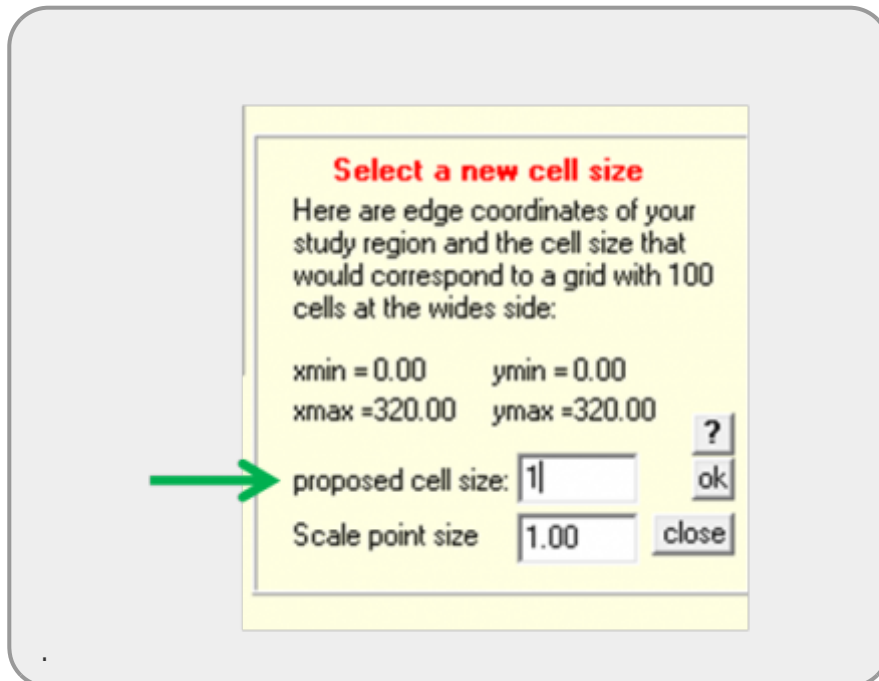 Select a new cell size
Here are edge coordinates of your
study region and the cell size that
would correspond to a grid with 100
cells at the wides side:
xmin = 0.00 ymin = 0.00
xmax =320.00 ymax =320.00
?
proposed cell size: 1 ok
Scale point size 1.00 close
.